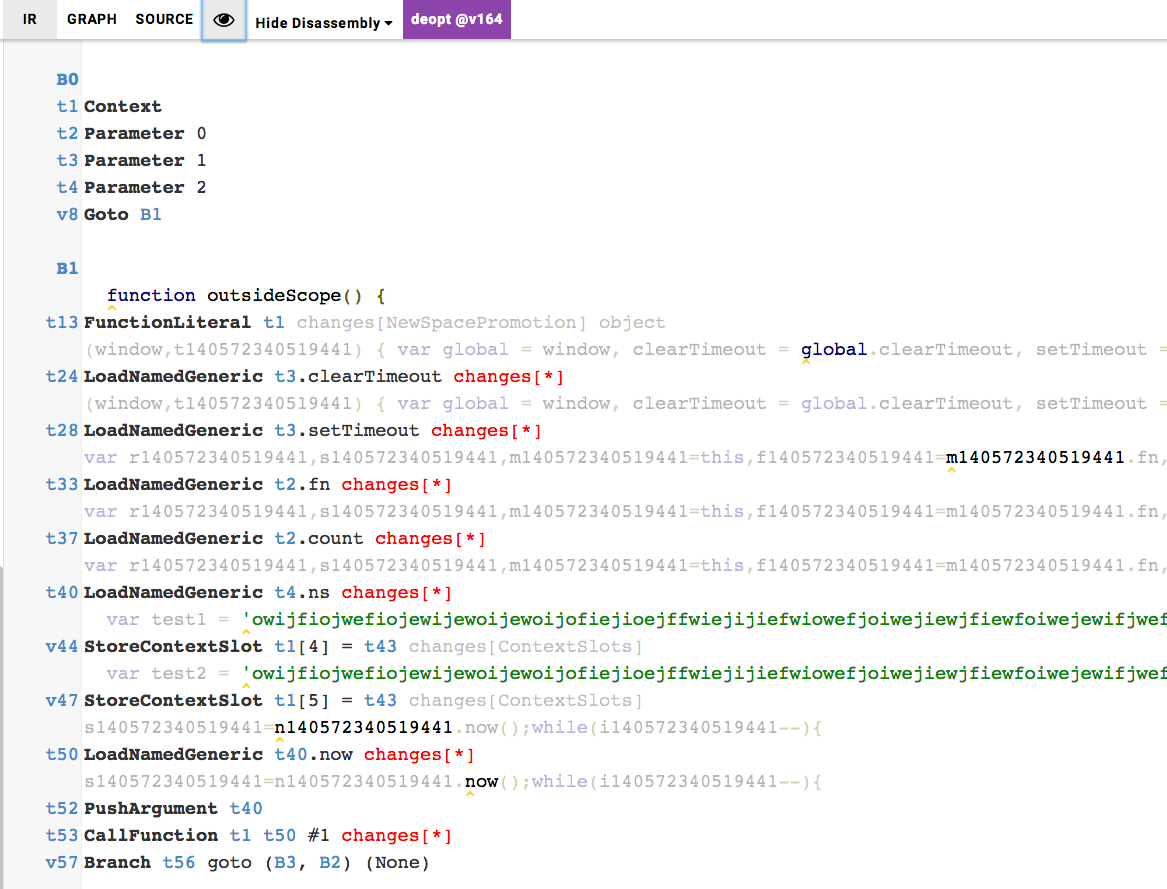 IR GRAPH SOURCE Hide Disassembly deopt @v164
B0
t1 Context
t2 Parameter 0
t3 Parameter 1
t4 Parameter 2
v8 Goto B1
B1
function outsideScope() {
t13 FunctionLiteral t1 changes[NewSpacePromotion] object
(window,t140572340519441) { var global = window, clearTimeout = global.clearTimeout, setTimeout =
t24 LoadNamedGeneric t3.clearTimeout changes[*]
(window,t140572340519441) { var global = window, clearTimeout = global.clearTimeout, setTimeout =
t28 LoadNamedGeneric t3.setTimeout changes[*]
var r140572340519441,s140572340519441,m140572340519441=this,f140572340519441=m140572340519441.fn,
t33 LoadNamedGeneric t2.fn changes[*]
var r140572340519441,s140572340519441,m140572340519441=this,f140572340519441=m140572340519441.fn,
t37 LoadNamedGeneric t2.count changes[*]
var r140572340519441,s140572340519441,m140572340519441=this,f140572340519441=m140572340519441.fn,
t40 LoadNamedGeneric t4.ns changes[*]
var test1 = 'owijfiojwefiojewijewoijewoijofiejioejffwiejijiefwiowefjoiwejiewjfiewfoiwejewifjwef
v44 StoreContextSlot t1[4] = t43 changes[ContextSlots]
var test2 = 'owijfiojwefiojewijewoijewoijofiejioejffwiejijiefwiowefjoiwejiewjfiewfoiwejewifjwef
v47 StoreContextSlot t1[5] = t43 changes[ContextSlots]
s140572340519441=n140572340519441.now();while(i140572340519441--){
t50 LoadNamedGeneric t40.now changes[*]
s140572340519441=n140572340519441.now();while(i140572340519441--){
t52 PushArgument t40
t53 CallFunction t1 t50 #1 changes[*]
v57 Branch t56 goto (B3, B2) (None)